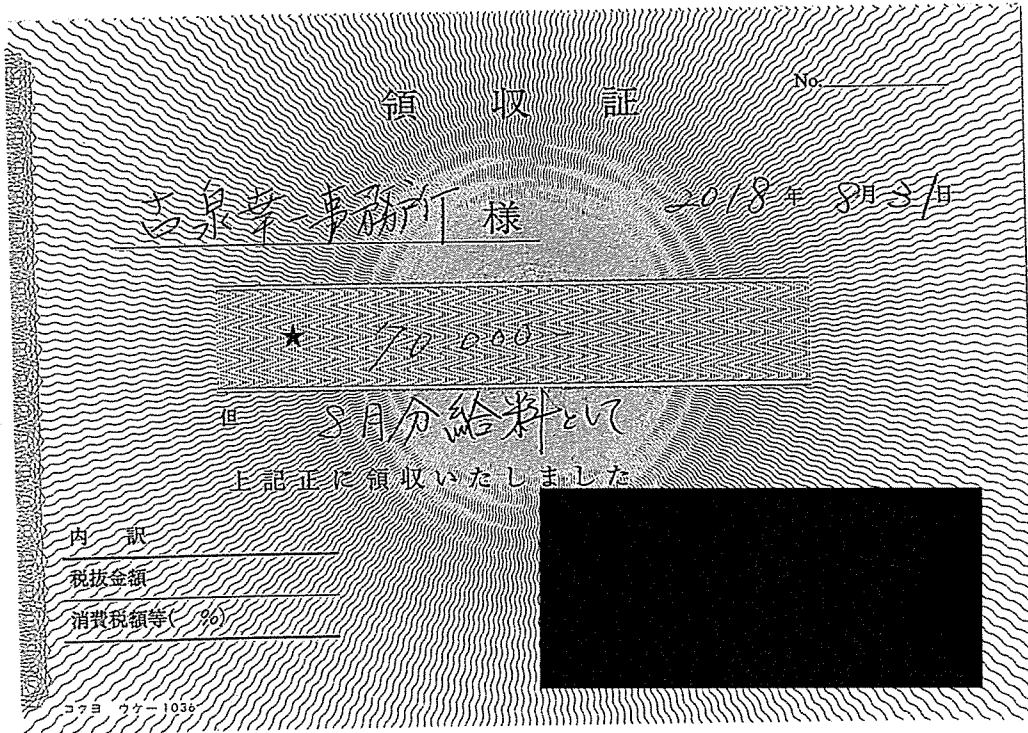 No.
領収証
古泉幸一事務所 様
2018年 8月31日
★ 70 000
但 8月分給料として
上記正に領収いたしました
内訳
税抜金額
消費税額等( %)
コクヨ ウケ-1036